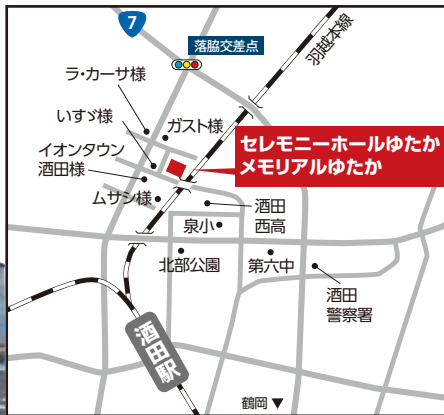 7
落脇交差点
羽越本線
ラ・カーサ様
いすゞ様
ガスト様
イオンタウン
酒田様
セレモニーホールゆたか
メモリアルゆたか
ムサシ様
酒田
西高
泉小
北部公園
第六中
酒田
警察署
酒田駅
鶴岡▼